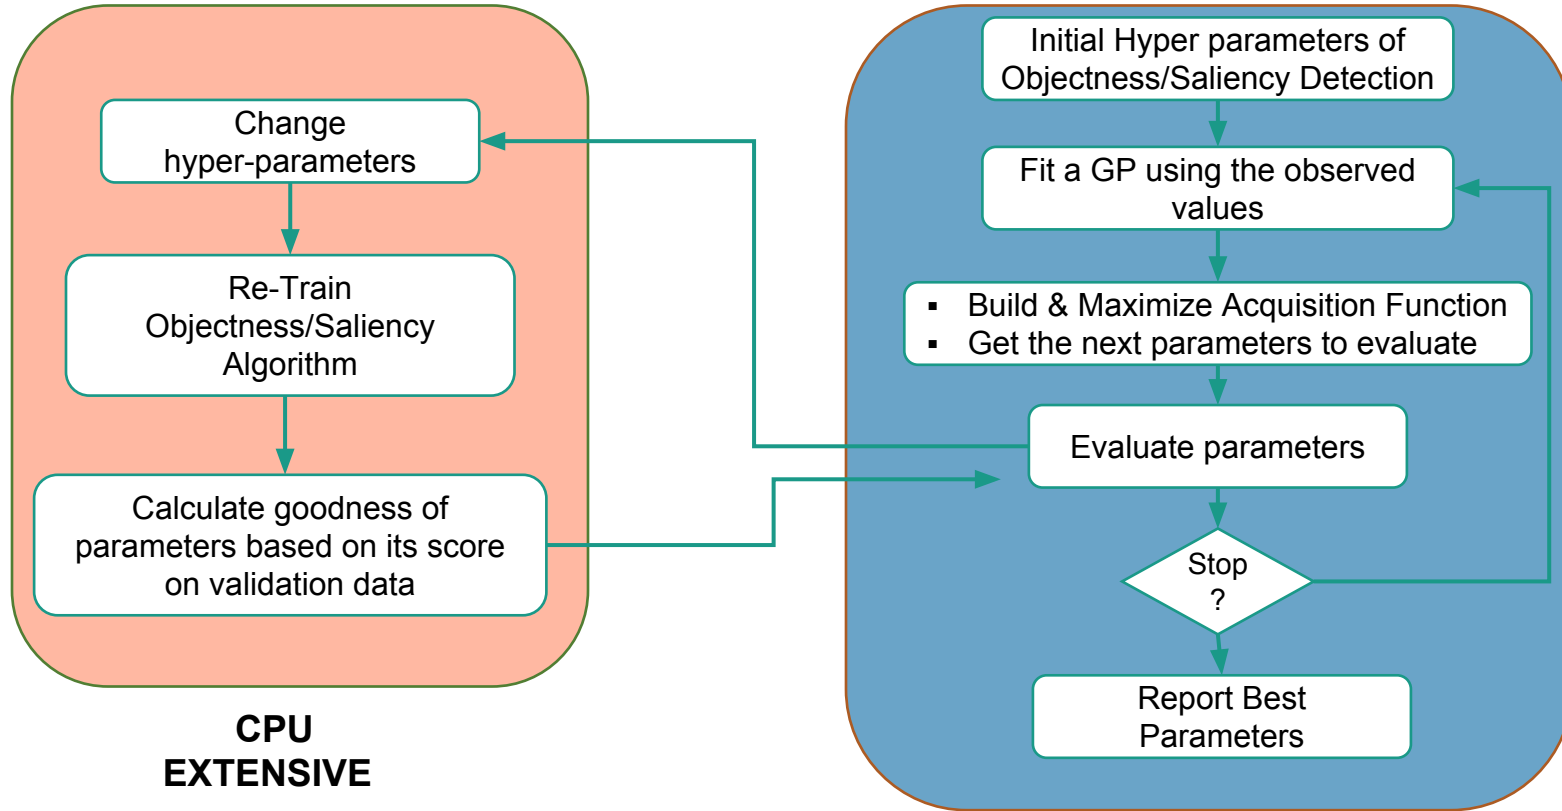 Change
hyper-parameters
Re-Train
Objectness/Saliency
Algorithm
Calculate goodness of
parameters based on its score
on validation data
CPU
EXTENSIVE
Initial Hyper parameters of
Objectness/Saliency Detection
Fit a GP using the observed
values
▪ Build & Maximize Acquisition Function
▪ Get the next parameters to evaluate
Evaluate parameters
Stop
?
Report Best
Parameters